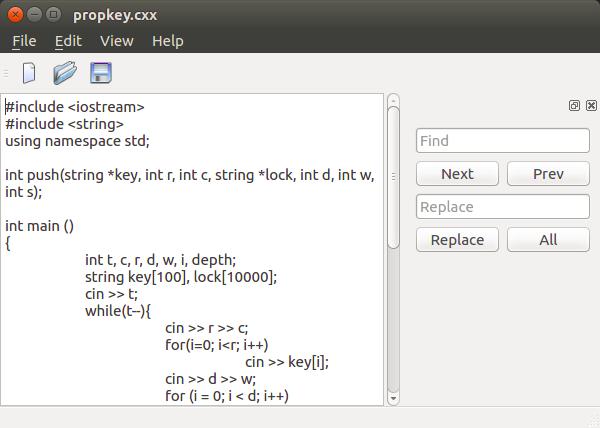 propkey.cxx
File Edit View Help
#include <iostream>
#include <string>
using namespace std;
int push(string *key, int r, int c, string *lock, int d, int w,
int s);
int main ()
{
int t, c, r, d, w, i, depth;
string key[100], lock[10000];
cin >> t;
while(t--){
cin >> r >> c;
for(i=0; i<r; i++)
cin >> key[i];
cin >> d >> w;
for (i = 0; i < d; i++)
Find
Next Prev
Replace
Replace All